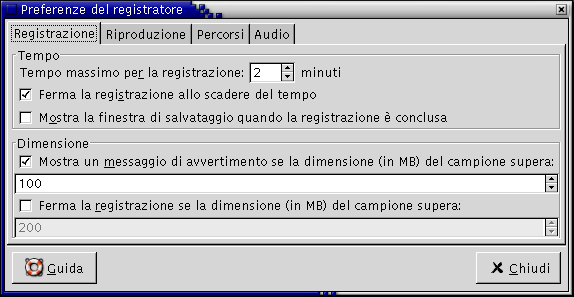 Preferenze del registratore
Registrazione Riproduzione Percorsi Audio
Tempo
Tempo massimo per la registrazione: 2 minuti
Ferma la registrazione allo scadere del tempo
Mostra la finestra di salvataggio quando la registrazione è conclusa
Dimensione
Mostra un messaggio di avvertimento se la dimensione (in MB) del campione supera:
100
Ferma la registrazione se la dimensione (in MB) del campione supera:
200
Guida Chiudi